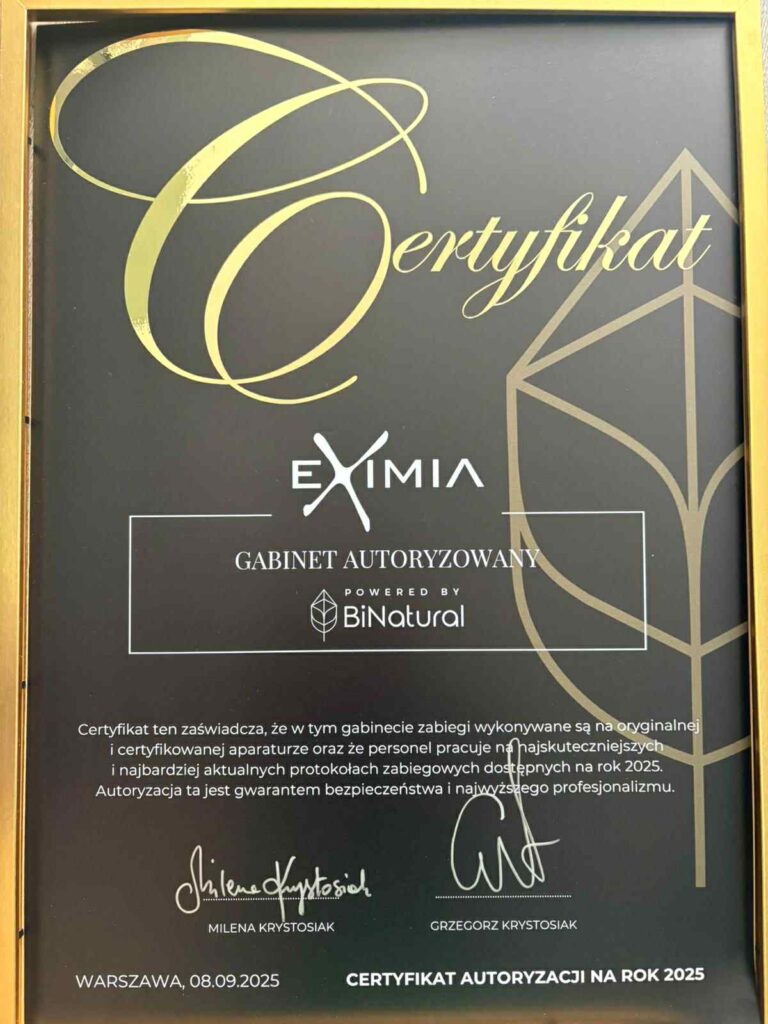 Certyfikat
EXIMIA
GABINET AUTORYZOWANY
POWERED BY
BiNatural
Certyfikat ten zaświadcza, że w tym gabinecie zabiegi wykonywane są na oryginalnej
i certyfikowanej aparaturze oraz że personel pracuje na najskuteczniejszych
i najbardziej aktualnych protokołach zabiegowych dostępnych na rok 2025.
Autoryzacja ta jest gwarantem bezpieczeństwa i najwyższego profesjonalizmu.
Milena Krystosiak
MILENA KRYSTOSIAK
GRZEGORZ KRYSTOSIAK
WARSZAWA, 08.09.2025
CERTYFIKAT AUTORYZACJI NA ROK 2025